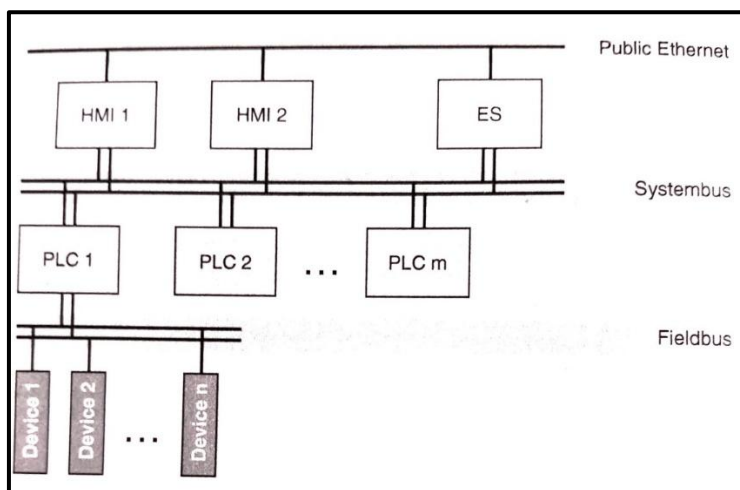 Public Ethernet
HMI 1
HMI 2
ES
Systembus
PLC 1
PLC 2
...
PLC m
Fieldbus
Device 1
Device 2
...
Device n